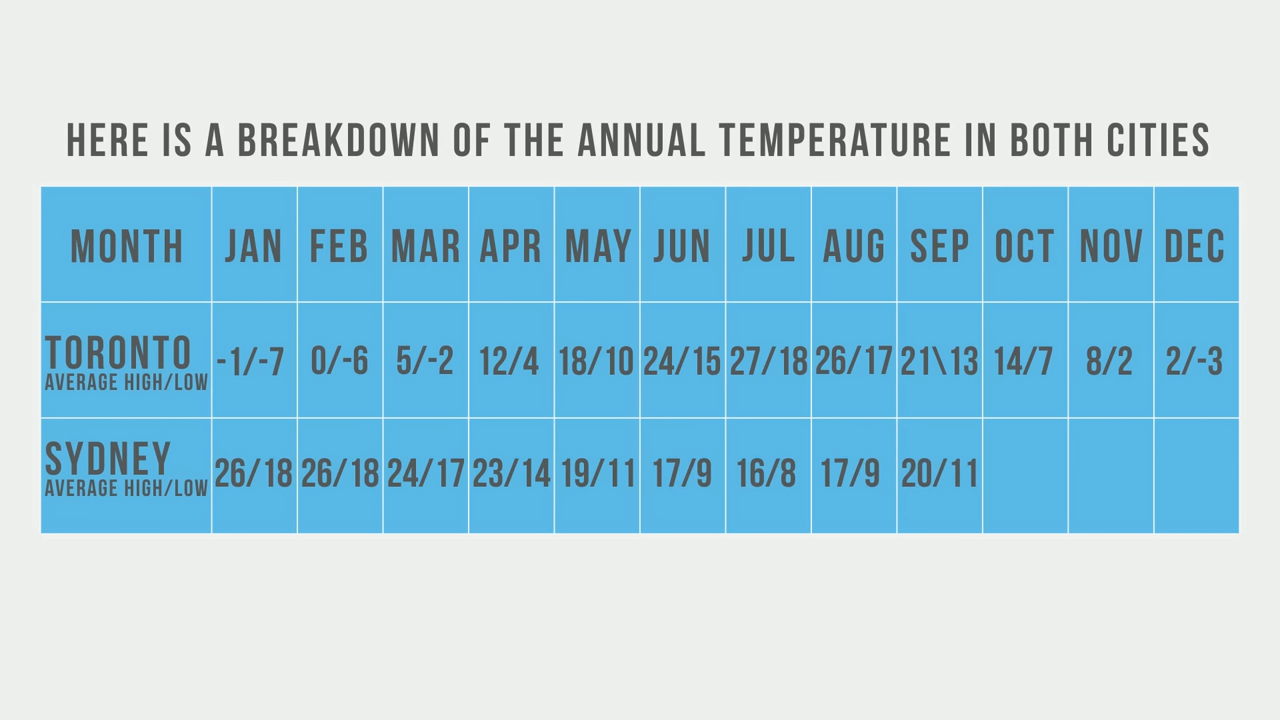 HERE IS A BREAKDOWN OF THE ANNUAL TEMPERATURE IN BOTH CITIES
MONTH JAN FEB MAR APR MAY JUN JUL AUG SEP OCT NOV DEC
TORONTO
AVERAGE HIGH/LOW -1/-7 0/-6 5/-2 12/4 18/10 24/15 27/18 26/17 21\13 14/7 8/2 2/-3
SYDNEY
AVERAGE HIGH/LOW 26/18 26/18 24/17 23/14 19/11 17/9 16/8 17/9 20/11